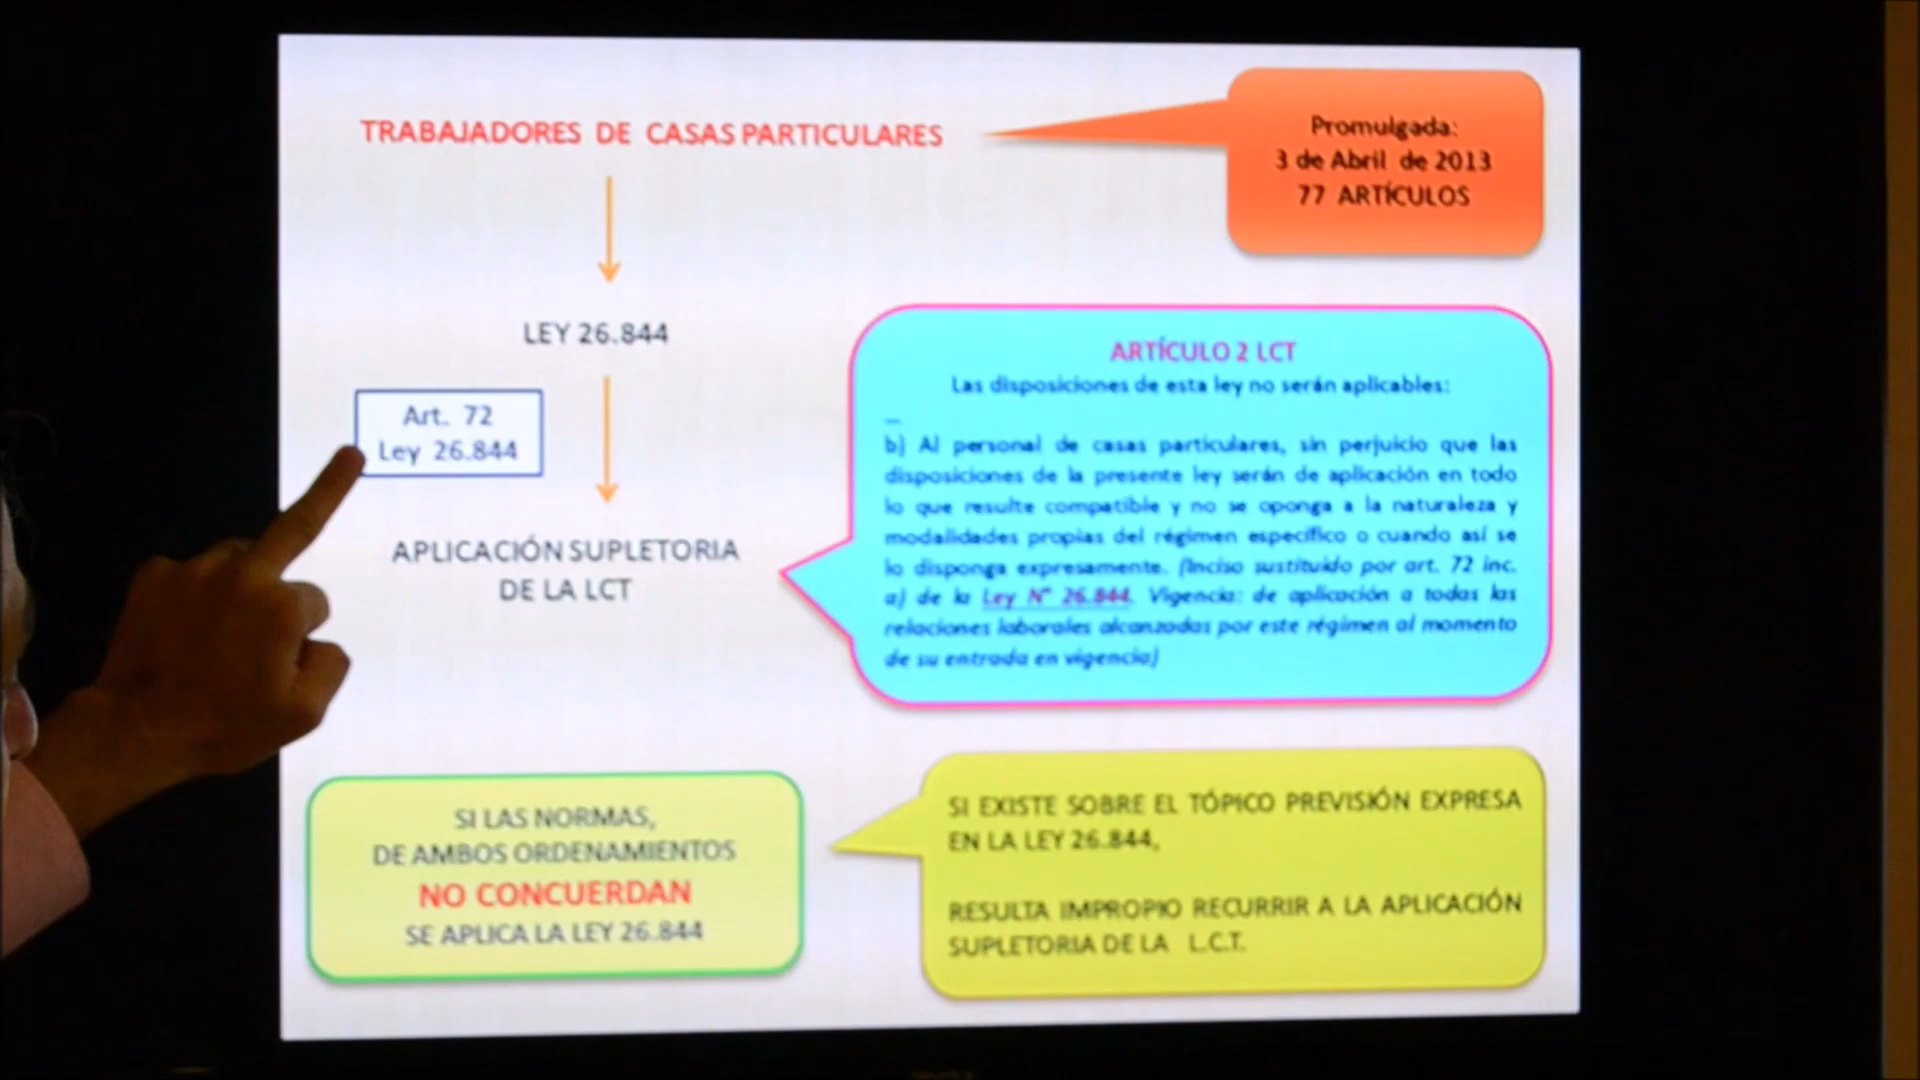 TRABAJADORES DE CASAS PARTICULARES
Promulgada:
3 de Abril de 2013
77 ARTÍCULOS
LEY 26.844
Art. 72
Ley 26.844
APLICACIÓN SUPLETORIA
DE LA LCT
ARTÍCULO 2 LCT
Las disposiciones de esta ley no serán aplicables:
...
b) Al personal de casas particulares, sin perjuicio que las
disposiciones de la presente ley serán de aplicación en todo
lo que resulte compatible y no se oponga a la naturaleza y
modalidades propias del régimen específico o cuando así se
lo disponga expresamente. (Inciso sustituido por art. 72 inc.
a) de la Ley N° 26.844. Vigencia: de aplicación a todas las
relaciones laborales alcanzadas por este régimen al momento
de su entrada en vigencia)
SI LAS NORMAS,
DE AMBOS ORDENAMIENTOS
NO CONCUERDAN
SE APLICA LA LEY 26.844
SI EXISTE SOBRE EL TÓPICO PREVISIÓN EXPRESA
EN LA LEY 26.844,
RESULTA IMPROPIO RECURRIR A LA APLICACIÓN
SUPLETORIA DE LA L.C.T.